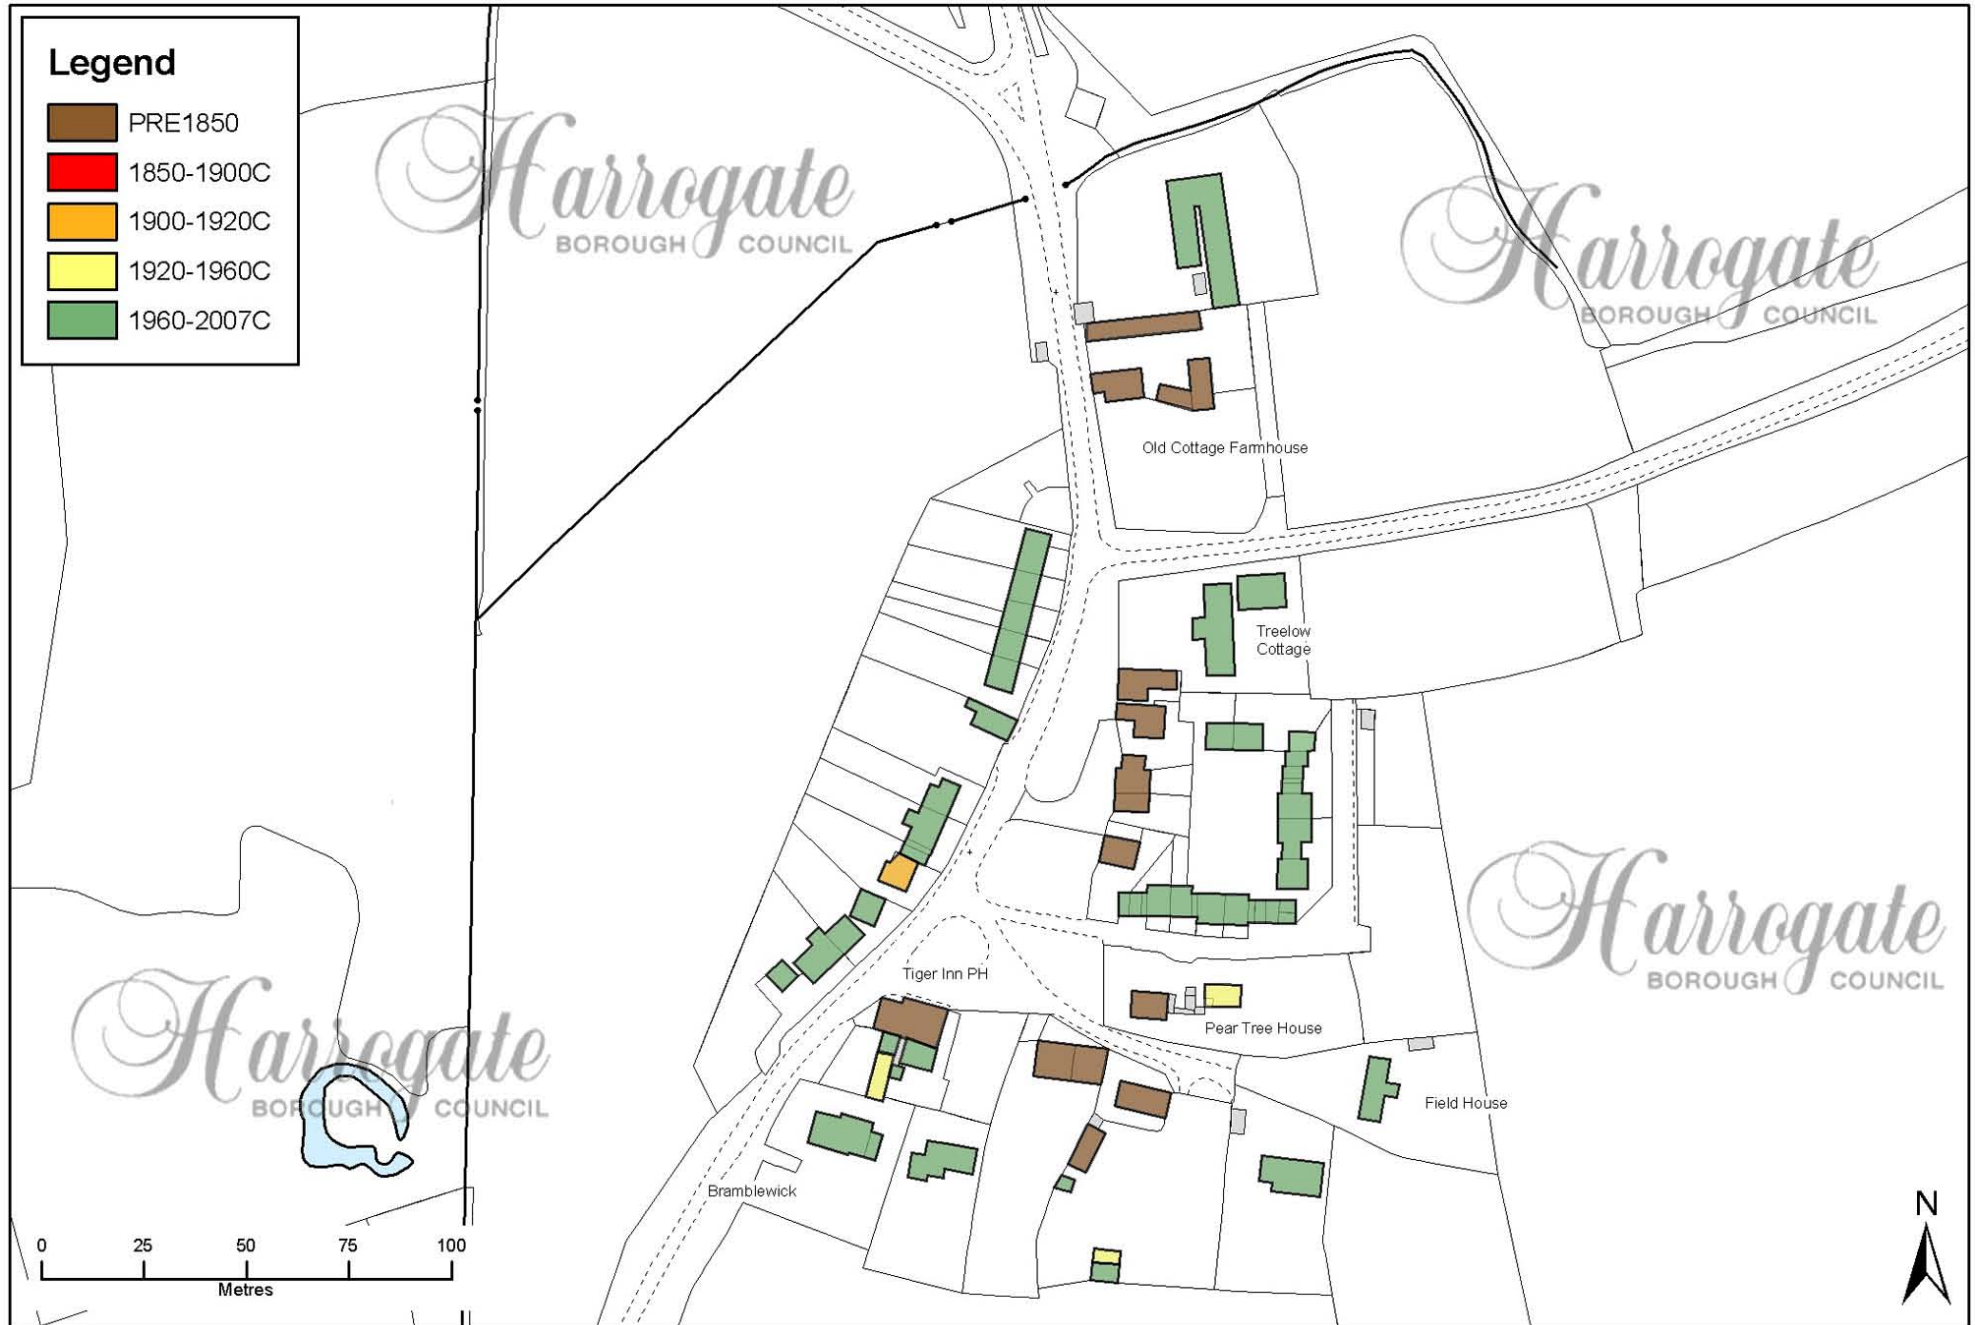 Legend
PRE1850
1850-1900C
1900-1920C
1920-1960C
1960-2007C
Harrogate
BOROUGH COUNCIL
Harrogate
BOROUGH COUNCIL
Old Cottage Farmhouse
Treelow
Cottage
Harrogate
BOROUGH COUNCIL
Tiger Inn PH
Pear Tree House
Harrogate
BOROUGH COUNCIL
Field House
Bramblewick
N
0 25 50 75 100
Metres